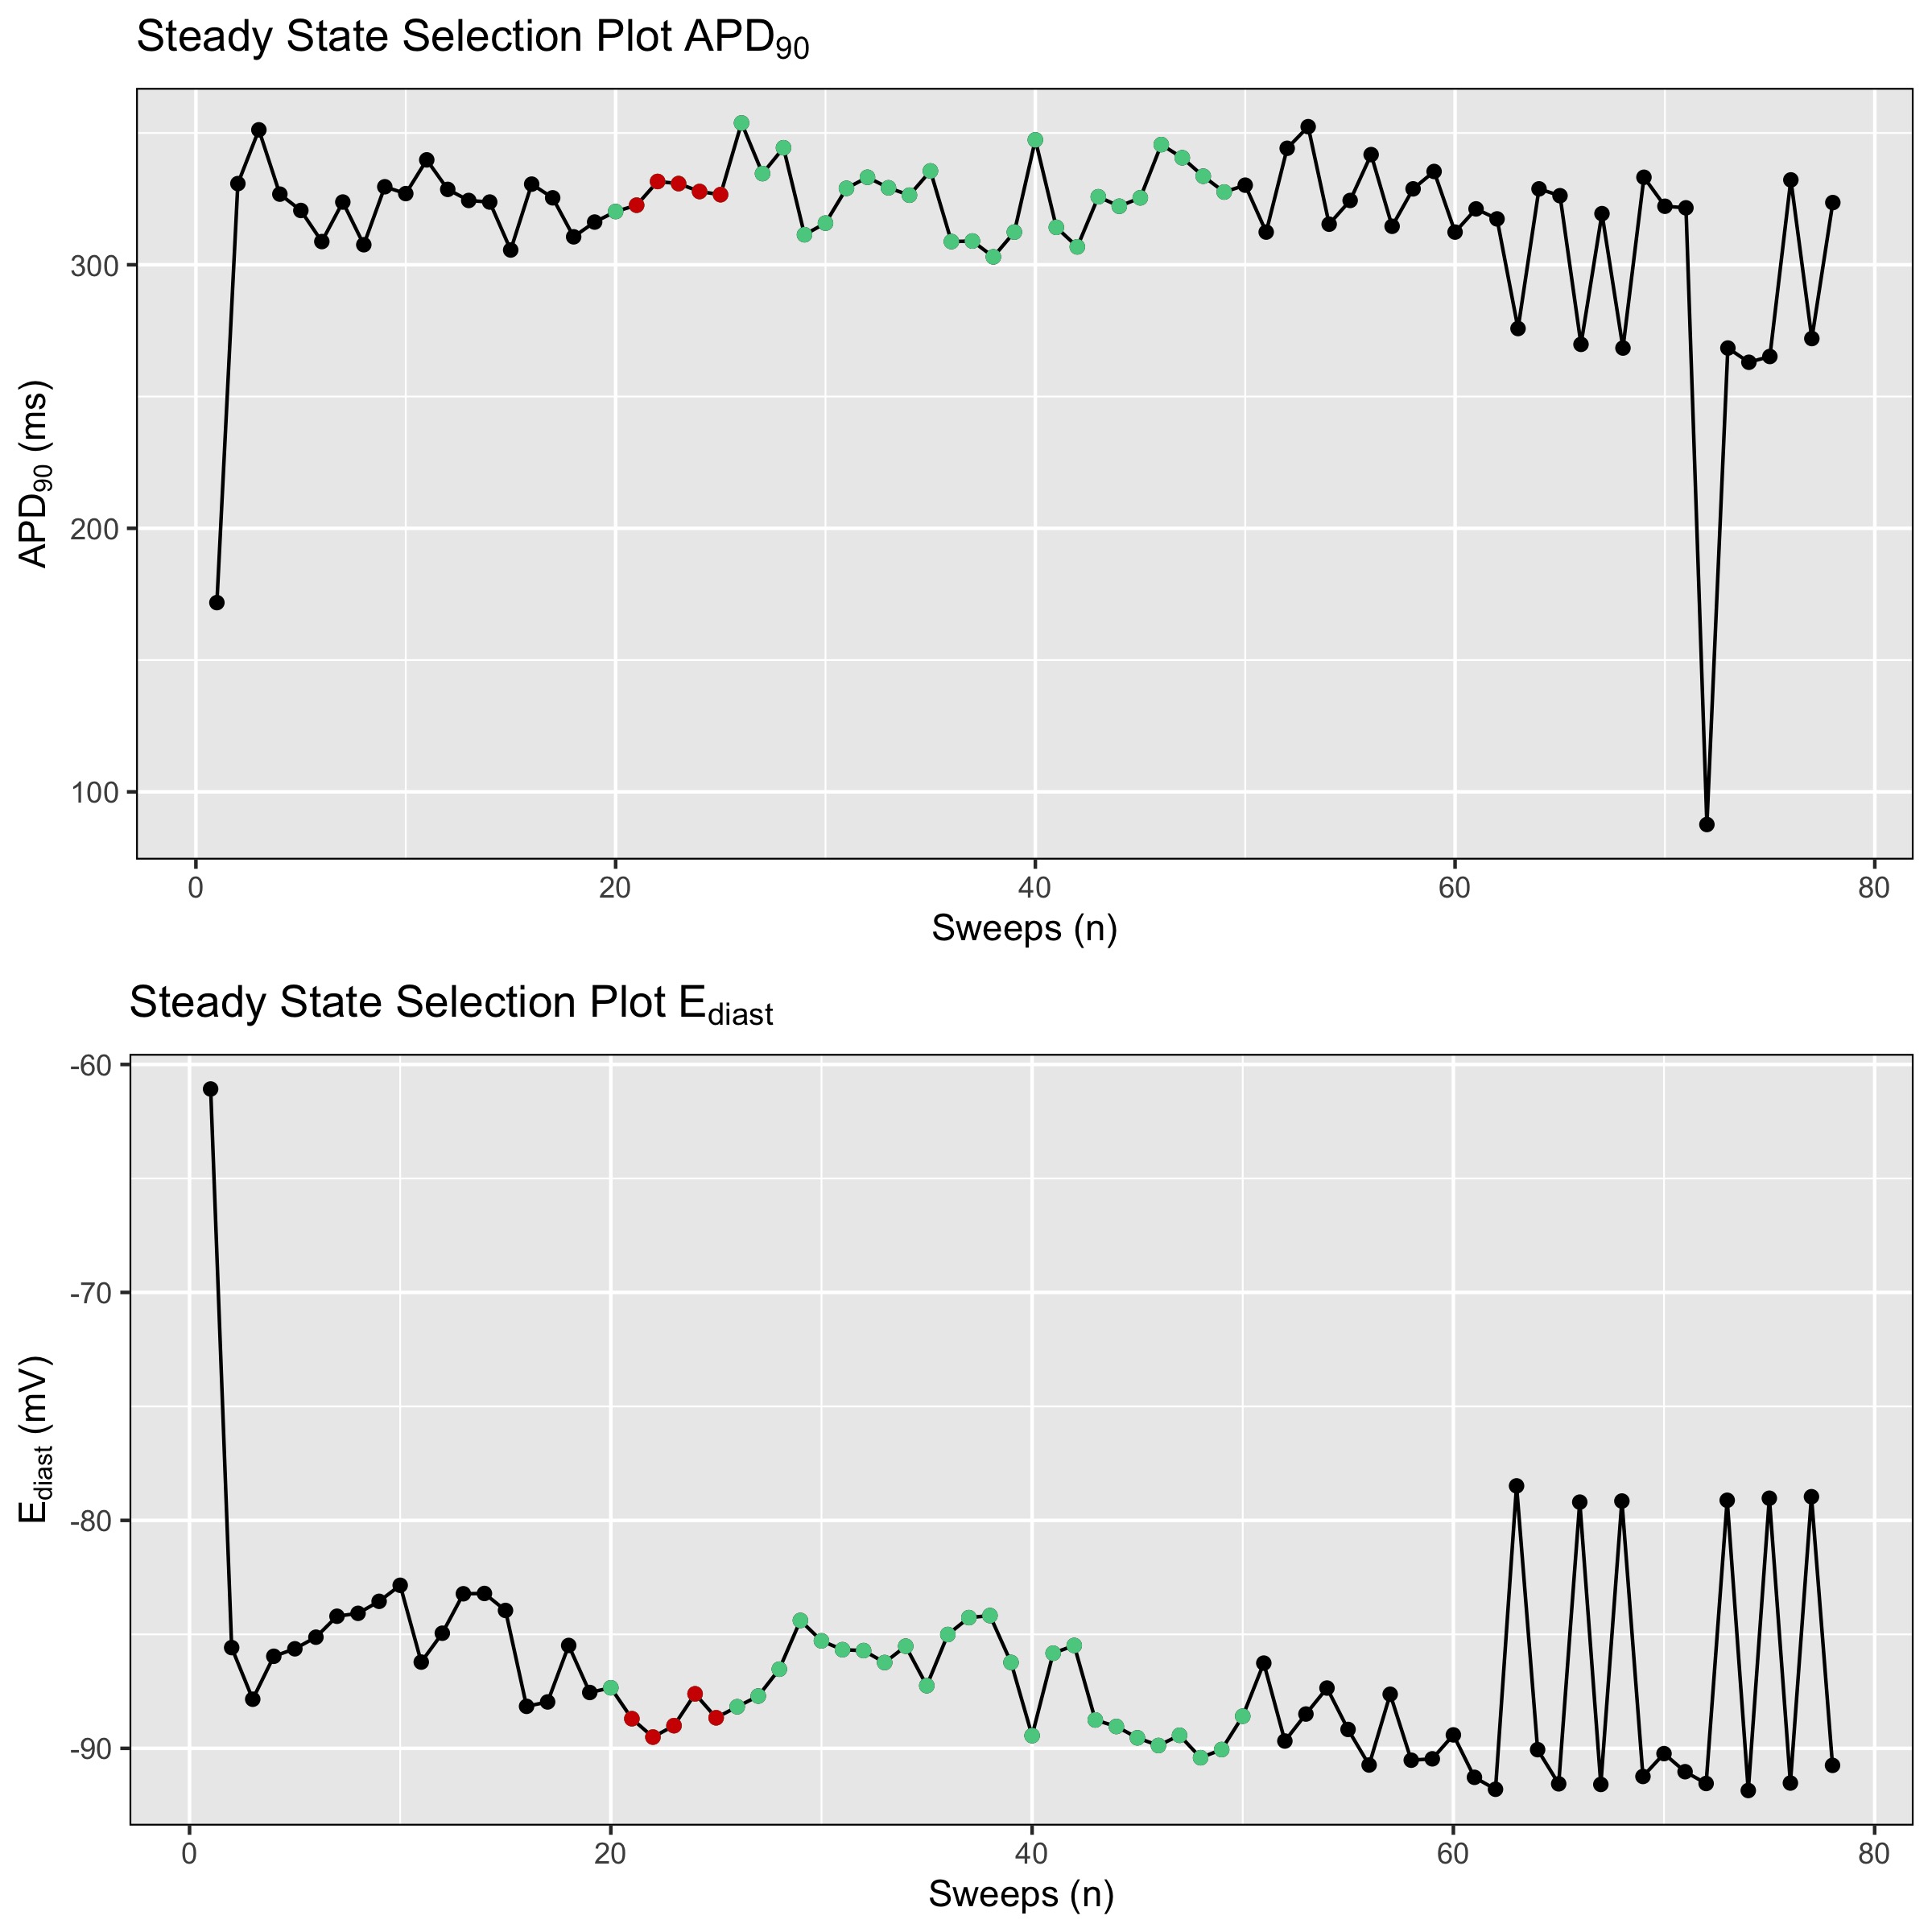 Steady State Selection Plot APD90
300
200
100
APD90 (ms)
0 20 40 60 80
Sweeps (n)
Steady State Selection Plot Ediast
-60
-70
-80
-90
Ediast (mV)
0 20 40 60 80
Sweeps (n)